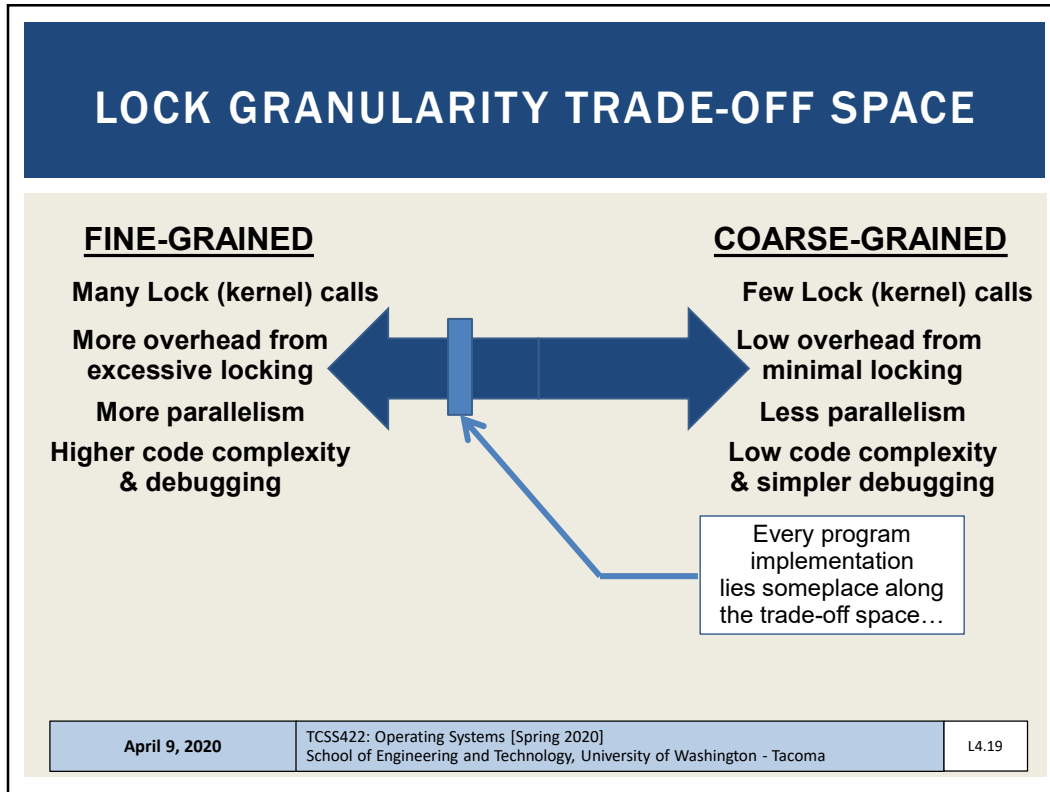 LOCK GRANULARITY TRADE-OFF SPACE
FINE-GRAINED
Many Lock (kernel) calls
More overhead from
excessive locking
More parallelism
Higher code complexity
& debugging
COARSE-GRAINED
Few Lock (kernel) calls
Low overhead from
minimal locking
Less parallelism
Low code complexity
& simpler debugging
Every program
implementation
lies someplace along
the trade-off space…
April 9, 2020
TCSS422: Operating Systems [Spring 2020]
School of Engineering and Technology, University of Washington - Tacoma
L4.19